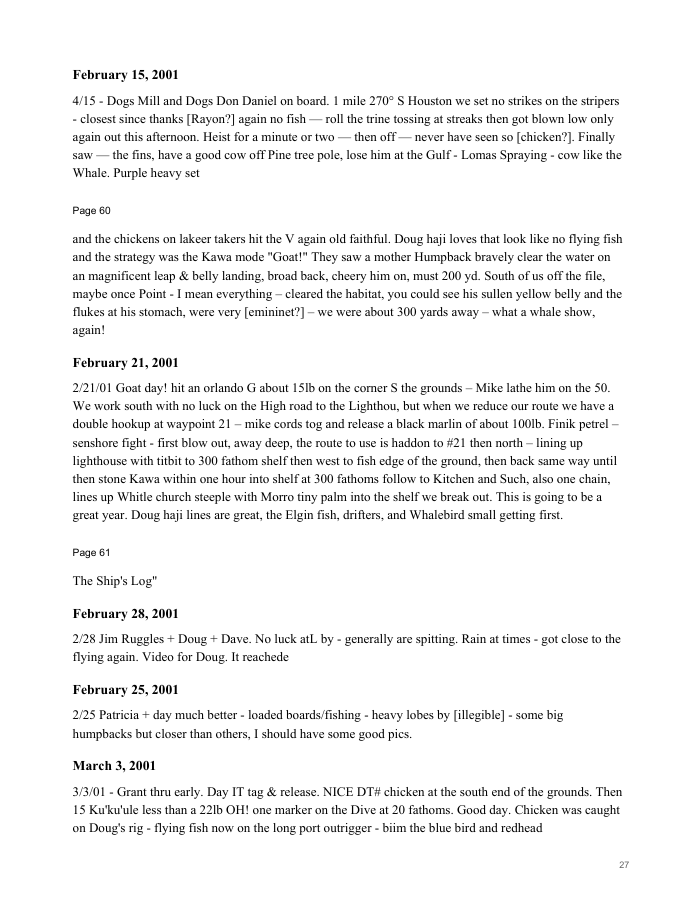 February 15, 2001
4/15 - Dogs Mill and Dogs Don Daniel on board. 1 mile 270° S Houston we set no strikes on the stripers
- closest since thanks [Rayon?] again no fish — roll the trine tossing at streaks then got blown low only
again out this afternoon. Heist for a minute or two — then off — never have seen so [chicken?]. Finally
saw — the fins, have a good cow off Pine tree pole, lose him at the Gulf - Lomas Spraying - cow like the
Whale. Purple heavy set
Page 60
and the chickens on lakeer takers hit the V again old faithful. Doug haji loves that look like no flying fish
and the strategy was the Kawa mode "Goat!" They saw a mother Humpback bravely clear the water on
an magnificent leap & belly landing, broad back, cheery him on, must 200 yd. South of us off the file,
maybe once Point - I mean everything – cleared the habitat, you could see his sullen yellow belly and the
flukes at his stomach, were very [emininet?] – we were about 300 yards away – what a whale show,
again!
February 21, 2001
2/21/01 Goat day! hit an orlando G about 15lb on the corner S the grounds – Mike lathe him on the 50.
We work south with no luck on the High road to the Lighthou, but when we reduce our route we have a
double hookup at waypoint 21 – mike cords tog and release a black marlin of about 100lb. Finik petrel –
senshore fight - first blow out, away deep, the route to use is haddon to #21 then north – lining up
lighthouse with titbit to 300 fathom shelf then west to fish edge of the ground, then back same way until
then stone Kawa within one hour into shelf at 300 fathoms follow to Kitchen and Such, also one chain,
lines up Whitle church steeple with Morro tiny palm into the shelf we break out. This is going to be a
great year. Doug haji lines are great, the Elgin fish, drifters, and Whalebird small getting first.
Page 61
The Ship's Log"
February 28, 2001
2/28 Jim Ruggles + Doug + Dave. No luck atL by - generally are spitting. Rain at times - got close to the
flying again. Video for Doug. It reachede
February 25, 2001
2/25 Patricia + day much better - loaded boards/fishing - heavy lobes by [illegible] - some big
humpbacks but closer than others, I should have some good pics.
March 3, 2001
3/3/01 - Grant thru early. Day IT tag & release. NICE DT# chicken at the south end of the grounds. Then
15 Ku'ku'ule less than a 22lb OH! one marker on the Dive at 20 fathoms. Good day. Chicken was caught
on Doug's rig - flying fish now on the long port outrigger - biim the blue bird and redhead
27